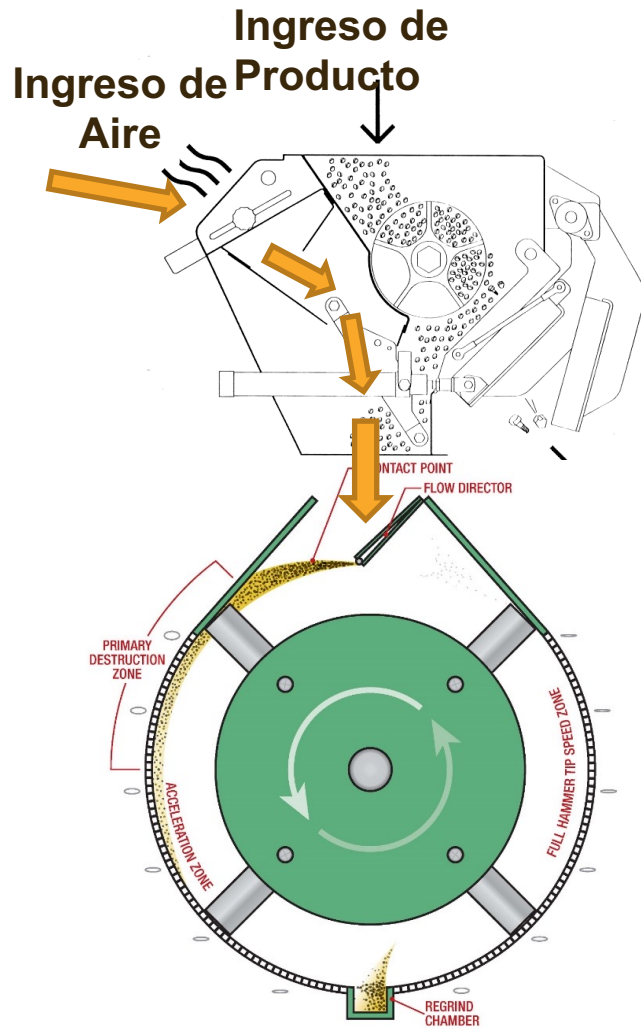 Ingreso de
Producto
Ingreso de
Aire
CONTACT POINT
FLOW DIRECTOR
PRIMARY
DESTRUCTION
ZONE
ACCELERATION ZONE
FULL HAMMER TIP SPEED ZONE
REGRIND
CHAMBER